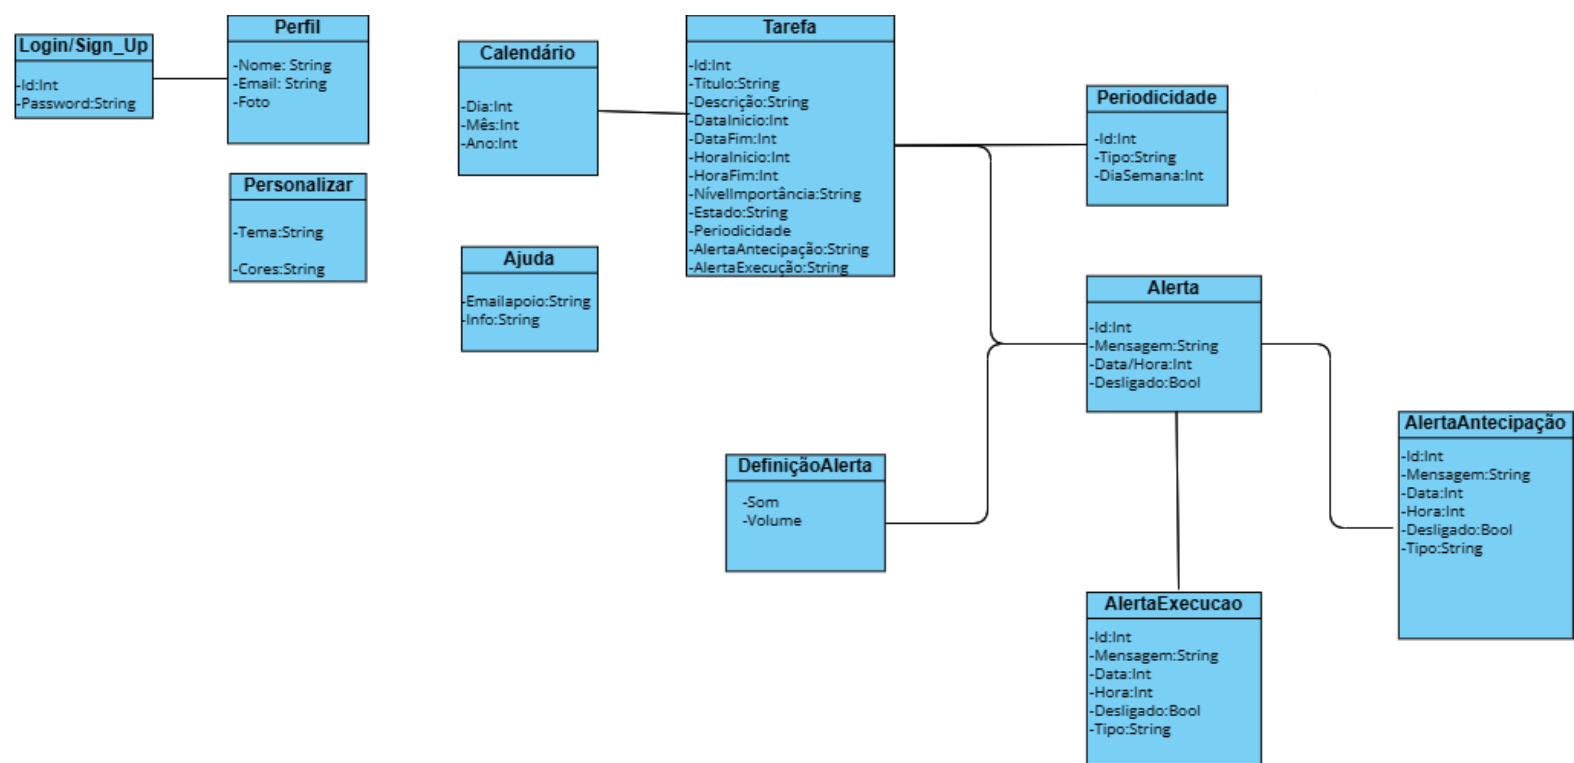 Login/Sign_Up
-Id:Int
-Password:String
Perfil
-Nome: String
-Email: String
-Foto
Personalizar
-Tema:String
-Cores:String
Calendário
-Dia:Int
-Mês:Int
-Ano:Int
Ajuda
-Emailapoio:String
-Info:String
Tarefa
-Id:Int
-Titulo:String
-Descrição:String
-DataInicio:Int
-DataFim:Int
-HoraInicio:Int
-HoraFim:Int
-NívelImportância:String
-Estado:String
-Periodicidade
-AlertaAntecipação:String
-AlertaExecução:String
Periodicidade
-Id:Int
-Tipo:String
-DiaSemana:Int
Alerta
-Id:Int
-Mensagem:String
-Data/Hora:Int
-Desligado:Bool
DefiniçãoAlerta
-Som
-Volume
AlertaAntecipação
-Id:Int
-Mensagem:String
-Data:Int
-Hora:Int
-Desligado:Bool
-Tipo:String
AlertaExecucao
-Id:Int
-Mensagem:String
-Data:Int
-Hora:Int
-Desligado:Bool
-Tipo:String